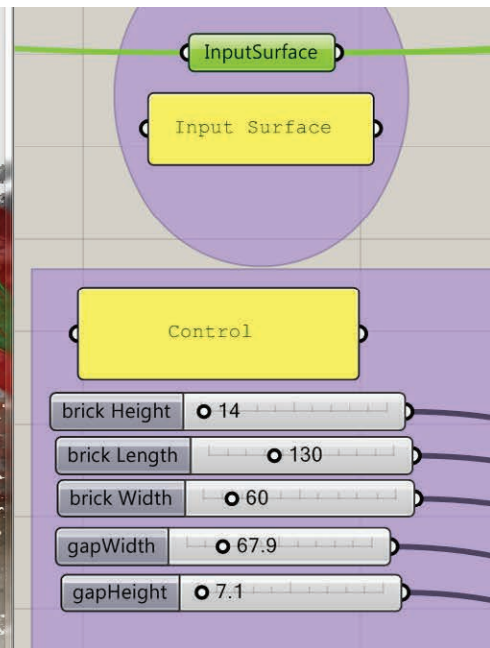 InputSurface
Input Surface
Control
brick Height 14
brick Length 130
brick Width 60
gapWidth 67.9
gapHeight 7.1